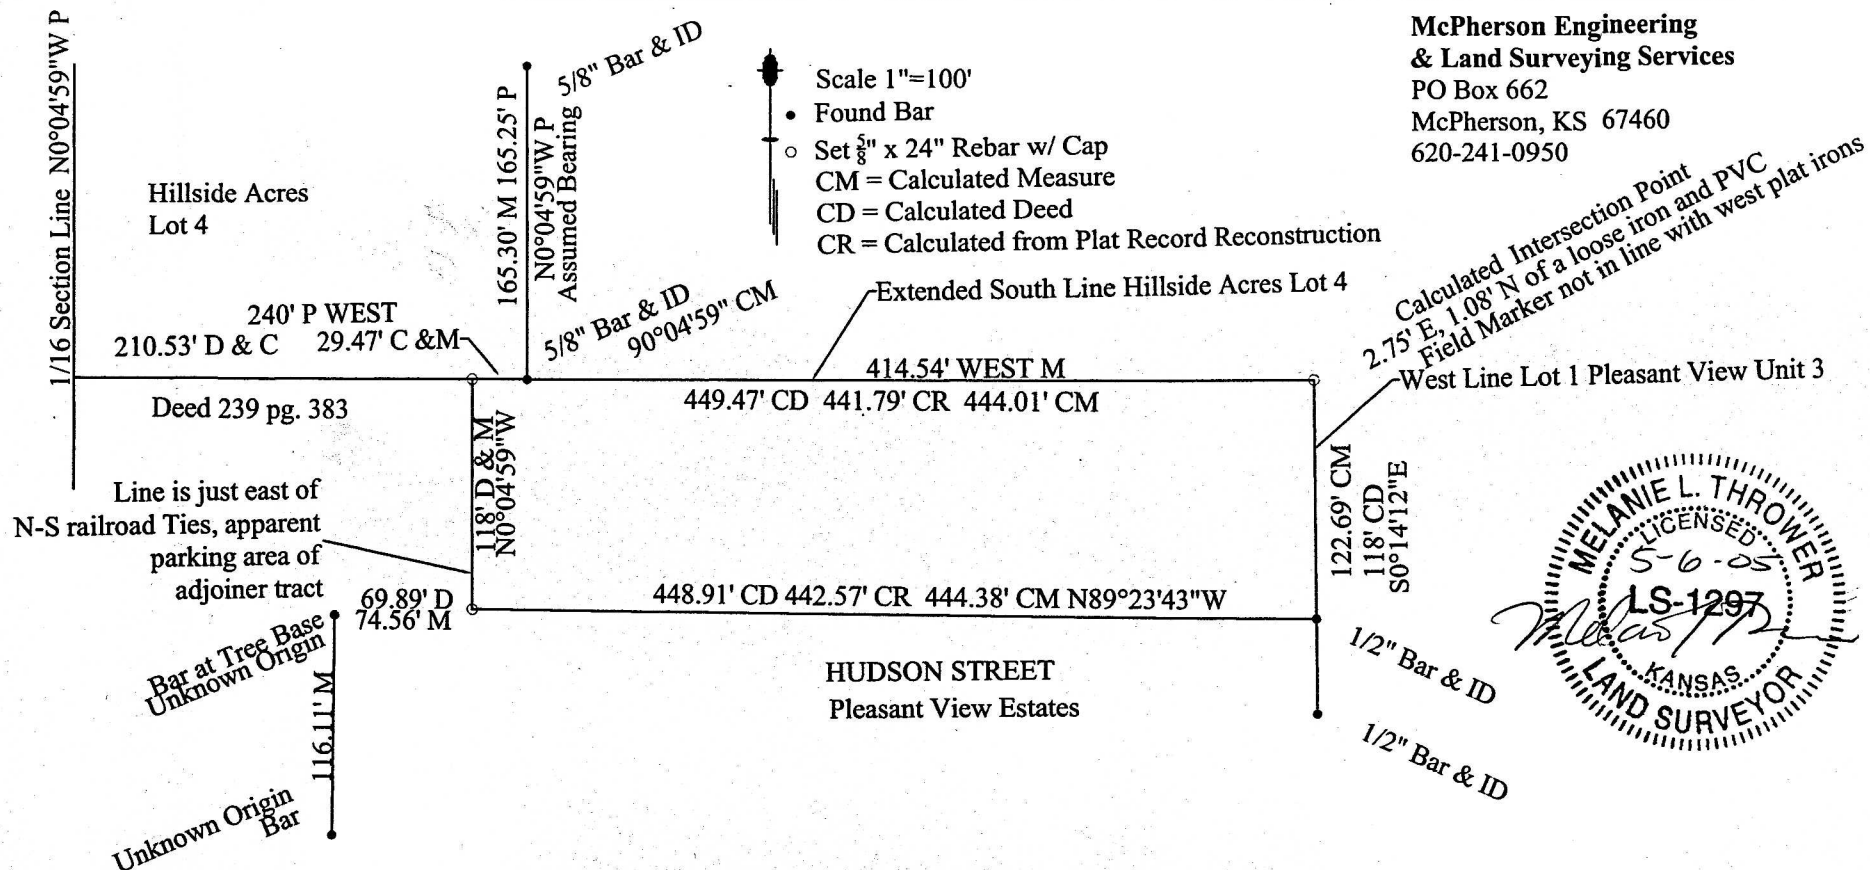 McPherson Engineering
& Land Surveying Services
PO Box 662
McPherson, KS 67460
620-241-0950
1/16 Section Line N0°04'59"W P
Hillside Acres
Lot 4
5/8" Bar & ID
165.30' M 165.25' P
N0°04'59"W P
Assumed Bearing
Scale 1"=100'
Found Bar
Set 5/8" x 24" Rebar w/ Cap
CM = Calculated Measure
CD = Calculated Deed
CR = Calculated from Plat Record Reconstruction
Calculated Intersection Point
2.75' E, 1.08' N of a loose iron and PVC
Field Marker not in line with west plat irons
Extended South Line Hillside Acres Lot 4
240' P WEST
210.53' D & C 29.47' C &M
5/8" Bar & ID
90°04'59" CM
414.54' WEST M
West Line Lot 1 Pleasant View Unit 3
Deed 239 pg. 383
449.47' CD 441.79' CR 444.01' CM
118' D & M
N0°04'59"W
122.69' CM
118' CD
S0°14'12"E
Line is just east of
N-S railroad Ties, apparent
parking area of
adjoiner tract
69.89' D
74.56' M
448.91' CD 442.57' CR 444.38' CM N89°23'43"W
Bar at Tree Base
Unknown Origin
116.11' M
Unknown Origin
Bar
HUDSON STREET
Pleasant View Estates
1/2" Bar & ID
1/2" Bar & ID
MELANIE L. THROWER
LICENSED
5-6-05
LS-1297
KANSAS
LAND SURVEYOR